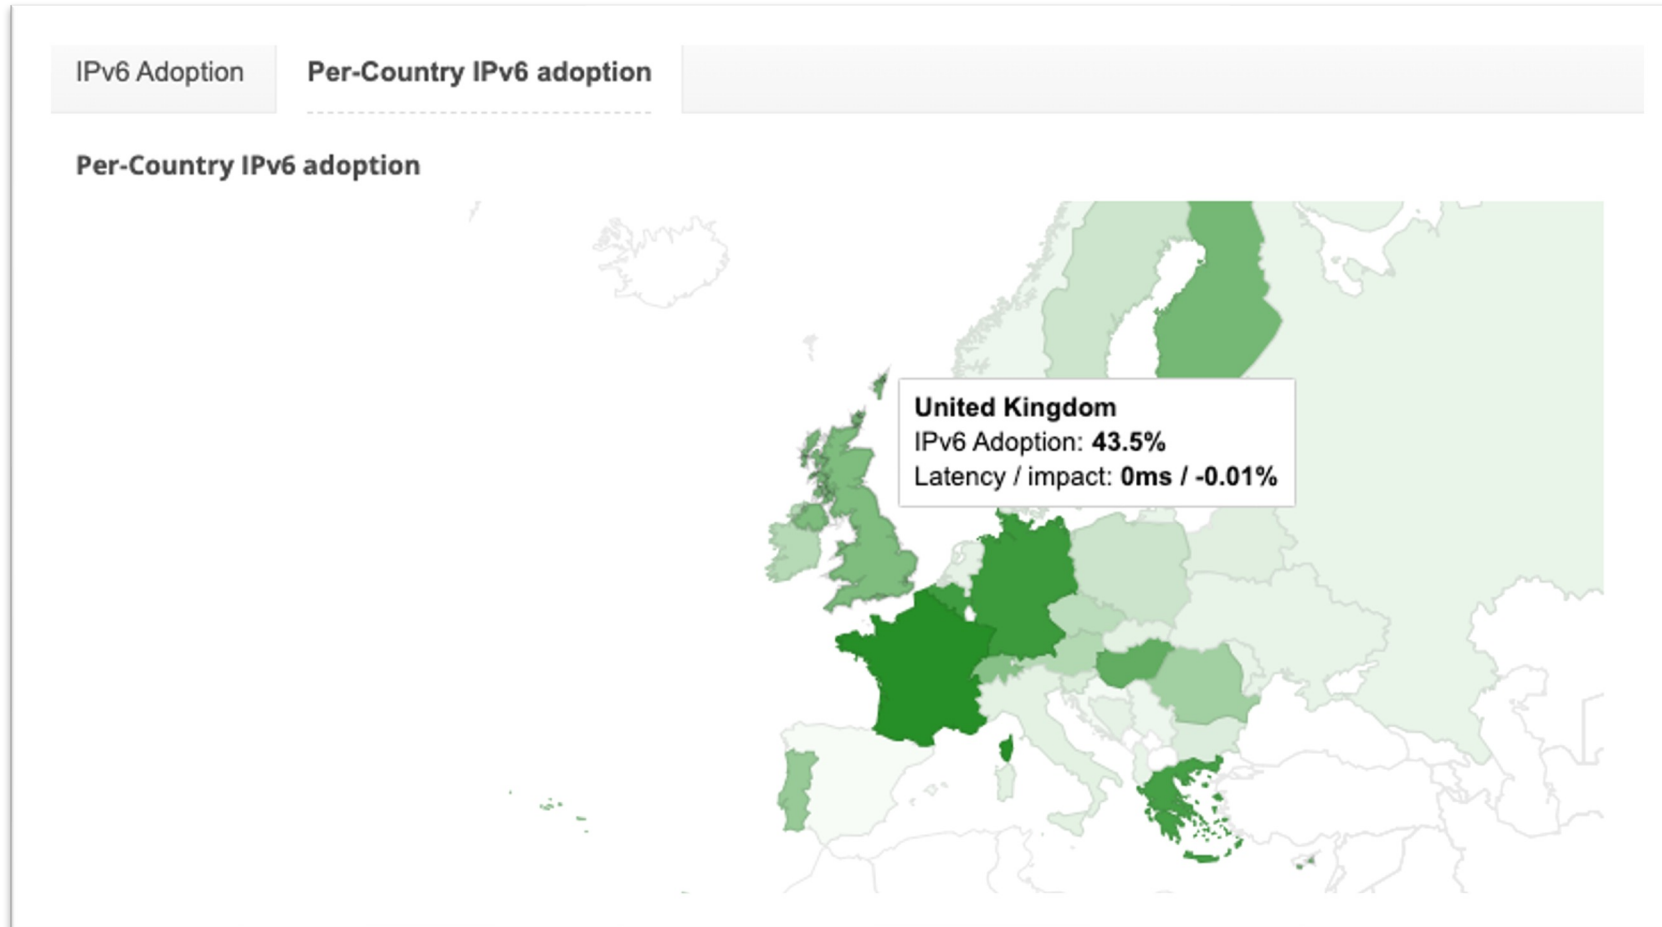 IPv6 Adoption
Per-Country IPv6 adoption
Per-Country IPv6 adoption
United Kingdom
IPv6 Adoption: 43.5%
Latency / impact: 0ms / -0.01%